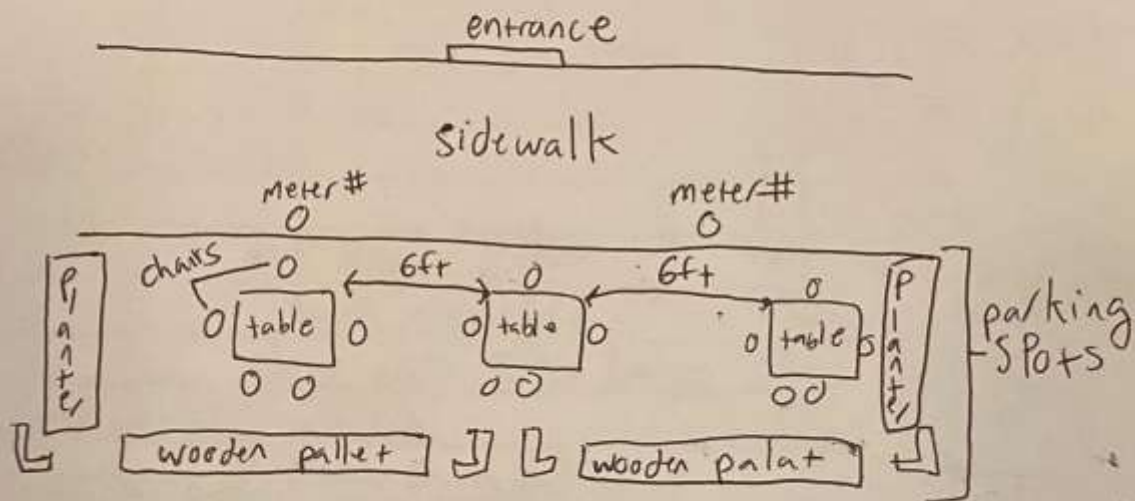 entrance
sidewalk
meter#
meter#
chairs
6ft
6ft
Planter
table
table
table
Planter
parking
Spots
wooden pallet
wooden palat